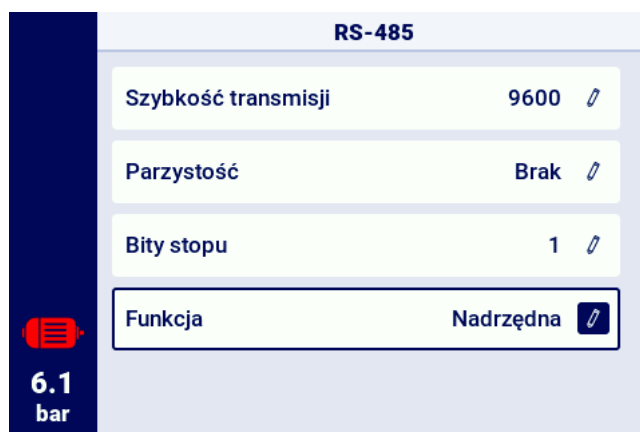 RS-485
Szybkość transmisji 9600
Parzystość Brak
Bity stopu 1
Funkcja Nadrzędna
6.1
bar